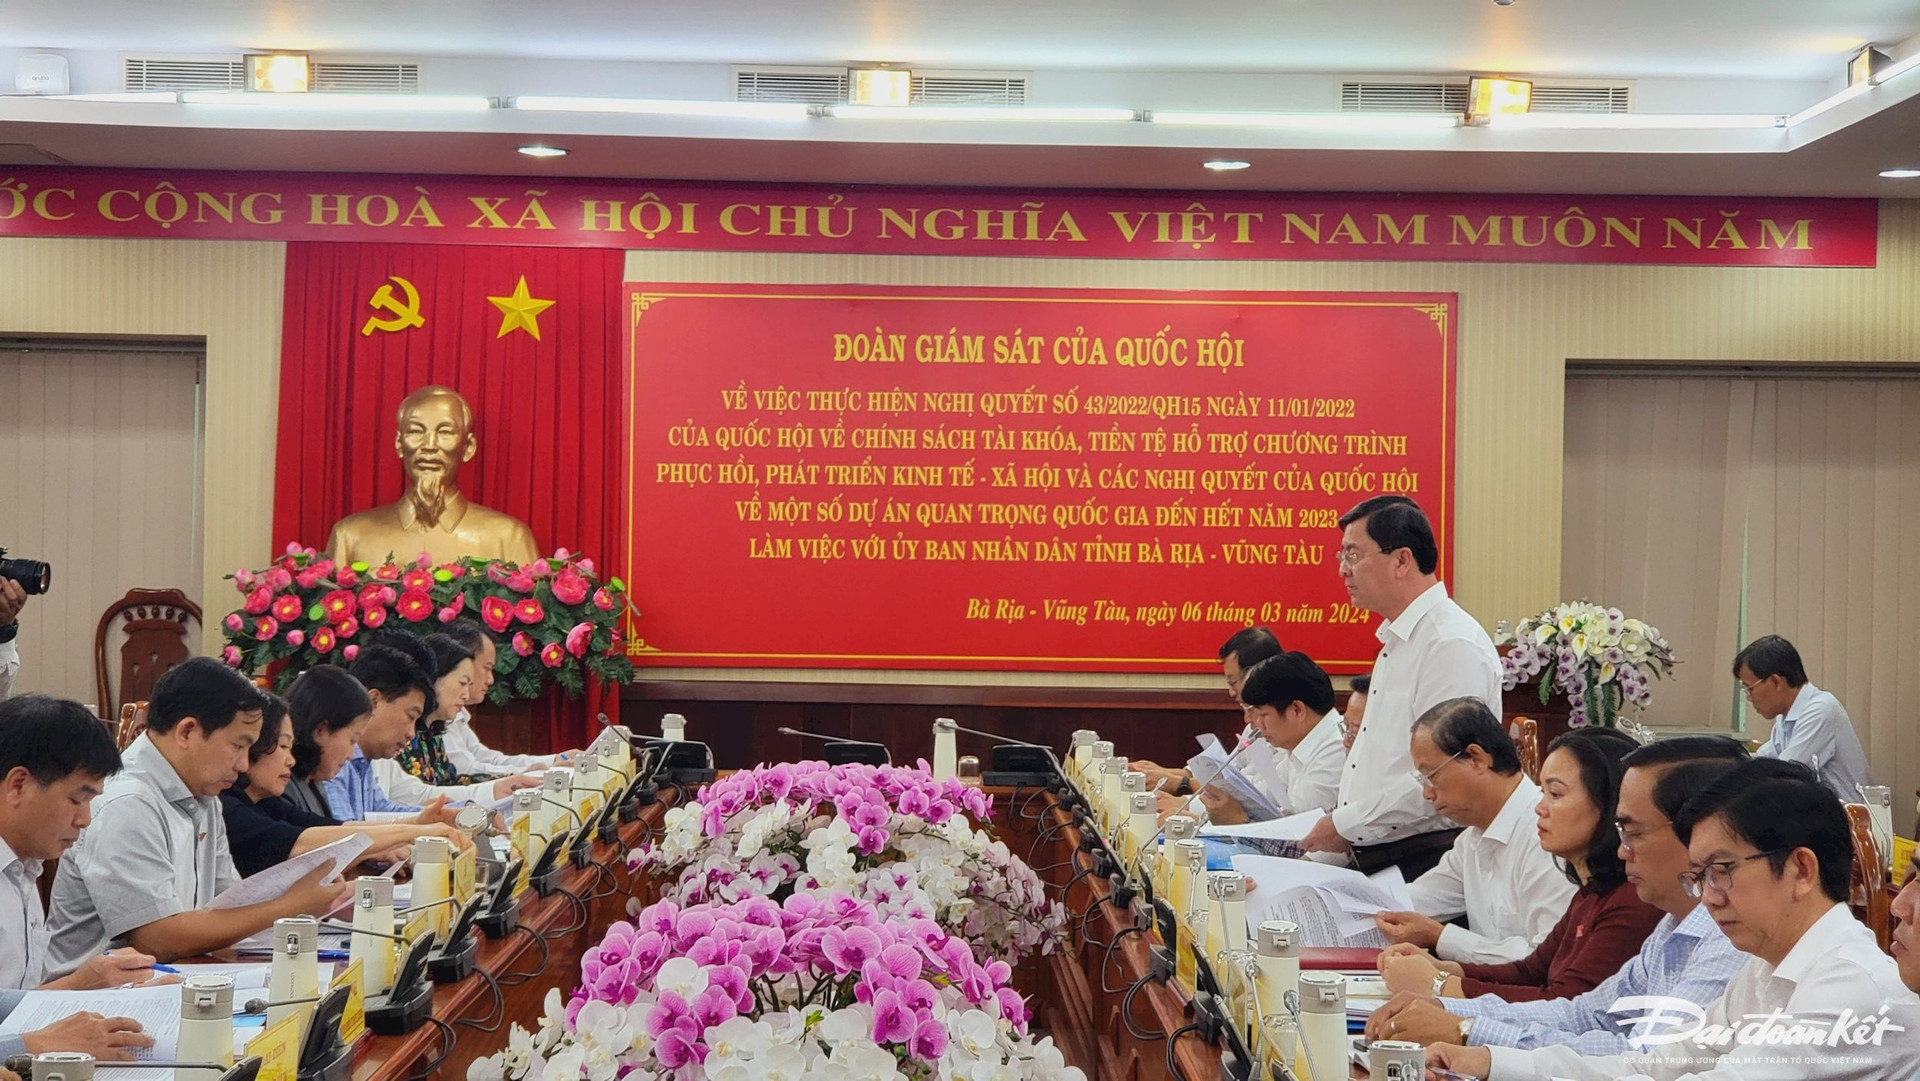 ỚC CỘNG HOÀ XÃ HỘI CHỦ NGHĨA VIỆT NAM MUÔN NĂM
ĐOÀN GIÁM SÁT CỦA QUỐC HỘI
VỀ VIỆC THỰC HIỆN NGHỊ QUYẾT SỐ 43/2022/QH15 NGÀY 11/01/2022
CỦA QUỐC HỘI VỀ CHÍNH SÁCH TÀI KHÓA, TIỀN TỆ HỖ TRỢ CHƯƠNG TRÌNH
PHỤC HỒI, PHÁT TRIỂN KINH TẾ - XÃ HỘI VÀ CÁC NGHỊ QUYẾT CỦA QUỐC HỘI
VỀ MỘT SỐ DỰ ÁN QUAN TRỌNG QUỐC GIA ĐẾN HẾT NĂM 2023
LÀM VIỆC VỚI ỦY BAN NHÂN DÂN TỈNH BÀ RỊA - VŨNG TÀU
Bà Rịa - Vũng Tàu, ngày 06 tháng 03 năm 2024
Đại đoàn kết
CƠ QUAN TRUNG ƯƠNG CỦA MẶT TRẬN TỔ QUỐC VIỆT NAM